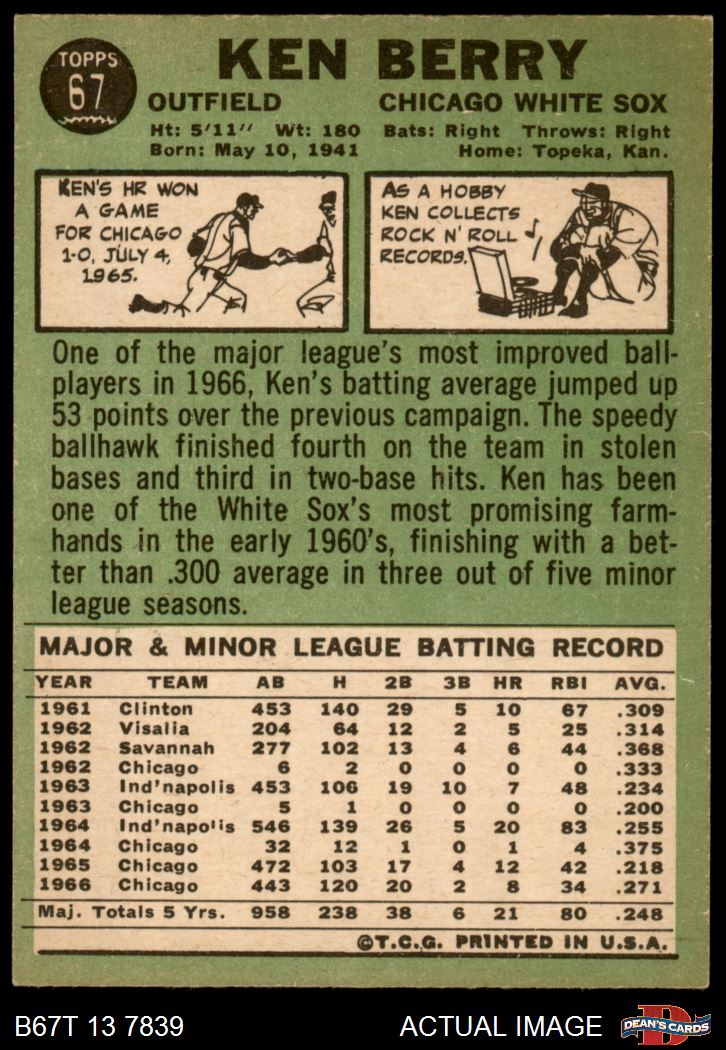 TOPPS
67
KEN BERRY
OUTFIELD CHICAGO WHITE SOX
Ht: 5'11" Wt: 180 Bats: Right Throws: Right
Born: May 10, 1941 Home: Topeka, Kan.
KEN'S HR WON
A GAME
FOR CHICAGO
1-0, JULY 4,
1965.
AS A HOBBY
KEN COLLECTS
ROCK N' ROLL
RECORDS.
One of the major league's most improved ball-
players in 1966, Ken's batting average jumped up
53 points over the previous campaign. The speedy
ballhawk finished fourth on the team in stolen
bases and third in two-base hits. Ken has been
one of the White Sox's most promising farm-
hands in the early 1960's, finishing with a bet-
ter than .300 average in three out of five minor
league seasons.
MAJOR & MINOR LEAGUE BATTING RECORD
YEAR TEAM AB H 2B 3B HR RBI AVG.
1961 Clinton 453 140 29 5 10 67 .309
1962 Visalia 204 64 12 2 5 25 .314
1962 Savannah 277 102 13 4 6 44 .368
1962 Chicago 6 2 0 0 0 0 .333
1963 Ind'napolis 453 106 19 10 7 48 .234
1963 Chicago 5 1 0 0 0 0 .200
1964 Ind'napolis 546 139 26 5 20 83 .255
1964 Chicago 32 12 1 0 1 4 .375
1965 Chicago 472 103 17 4 12 42 .218
1966 Chicago 443 120 20 2 8 34 .271
Maj. Totals 5 Yrs. 958 238 38 6 21 80 .248
©T.C.G. PRINTED IN U.S.A.
B67T 13 7839 ACTUAL IMAGE D DEAN'S CARDS